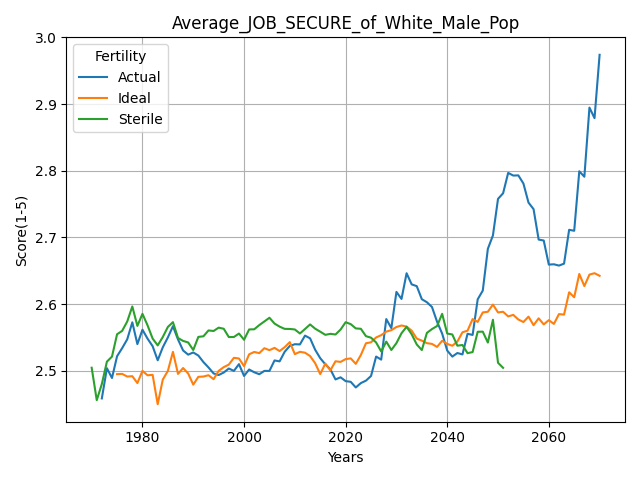 Average_JOB_SECURE_of_White_Male_Pop
Fertility
Actual
Ideal
Sterile
3.0
2.9
2.8
2.7
2.6
2.5
Score(1-5)
1980 2000 2020 2040 2060
Years